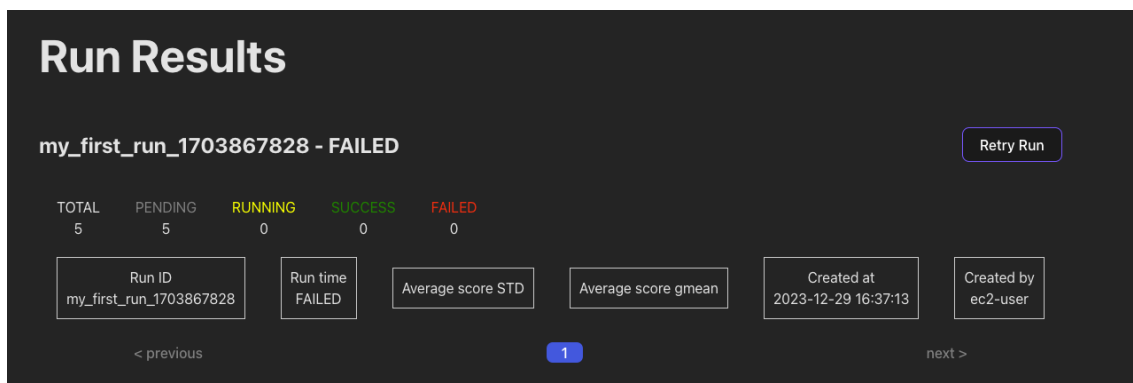 Run Results
my_first_run_1703867828 - FAILED
Retry Run
TOTAL PENDING RUNNING SUCCESS FAILED
5 5 0 0 0
Run ID
my_first_run_1703867828
Run time
FAILED
Average score STD
Average score gmean
Created at
2023-12-29 16:37:13
Created by
ec2-user
< previous 1 next >